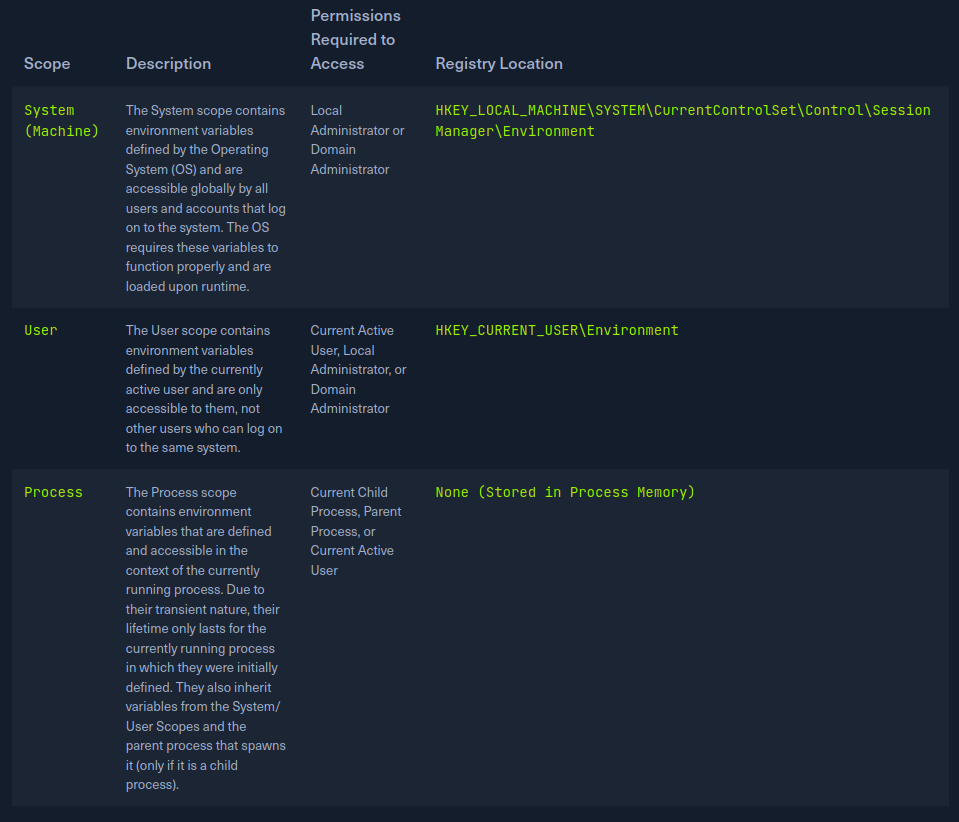 Scope
Description
Permissions
Required to
Access
Registry Location
System
(Machine)
The System scope contains
environment variables
defined by the Operating
System (OS) and are
accessible globally by all
users and accounts that log
on to the system. The OS
requires these variables to
function properly and are
loaded upon runtime.
Local
Administrator or
Domain
Administrator
HKEY_LOCAL_MACHINE\SYSTEM\CurrentControlSet\Control\Session
Manager\Environment
User
The User scope contains
environment variables
defined by the currently
active user and are only
accessible to them, not
other users who can log on
to the same system.
Current Active
User, Local
Administrator, or
Domain
Administrator
HKEY_CURRENT_USER\Environment
Process
The Process scope
contains environment
variables that are defined
and accessible in the
context of the currently
running process. Due to
their transient nature, their
lifetime only lasts for the
currently running process
in which they were initially
defined. They also inherit
variables from the System/
User Scopes and the
parent process that spawns
it (only if it is a child
process).
Current Child
Process, Parent
Process, or
Current Active
User
None (Stored in Process Memory)